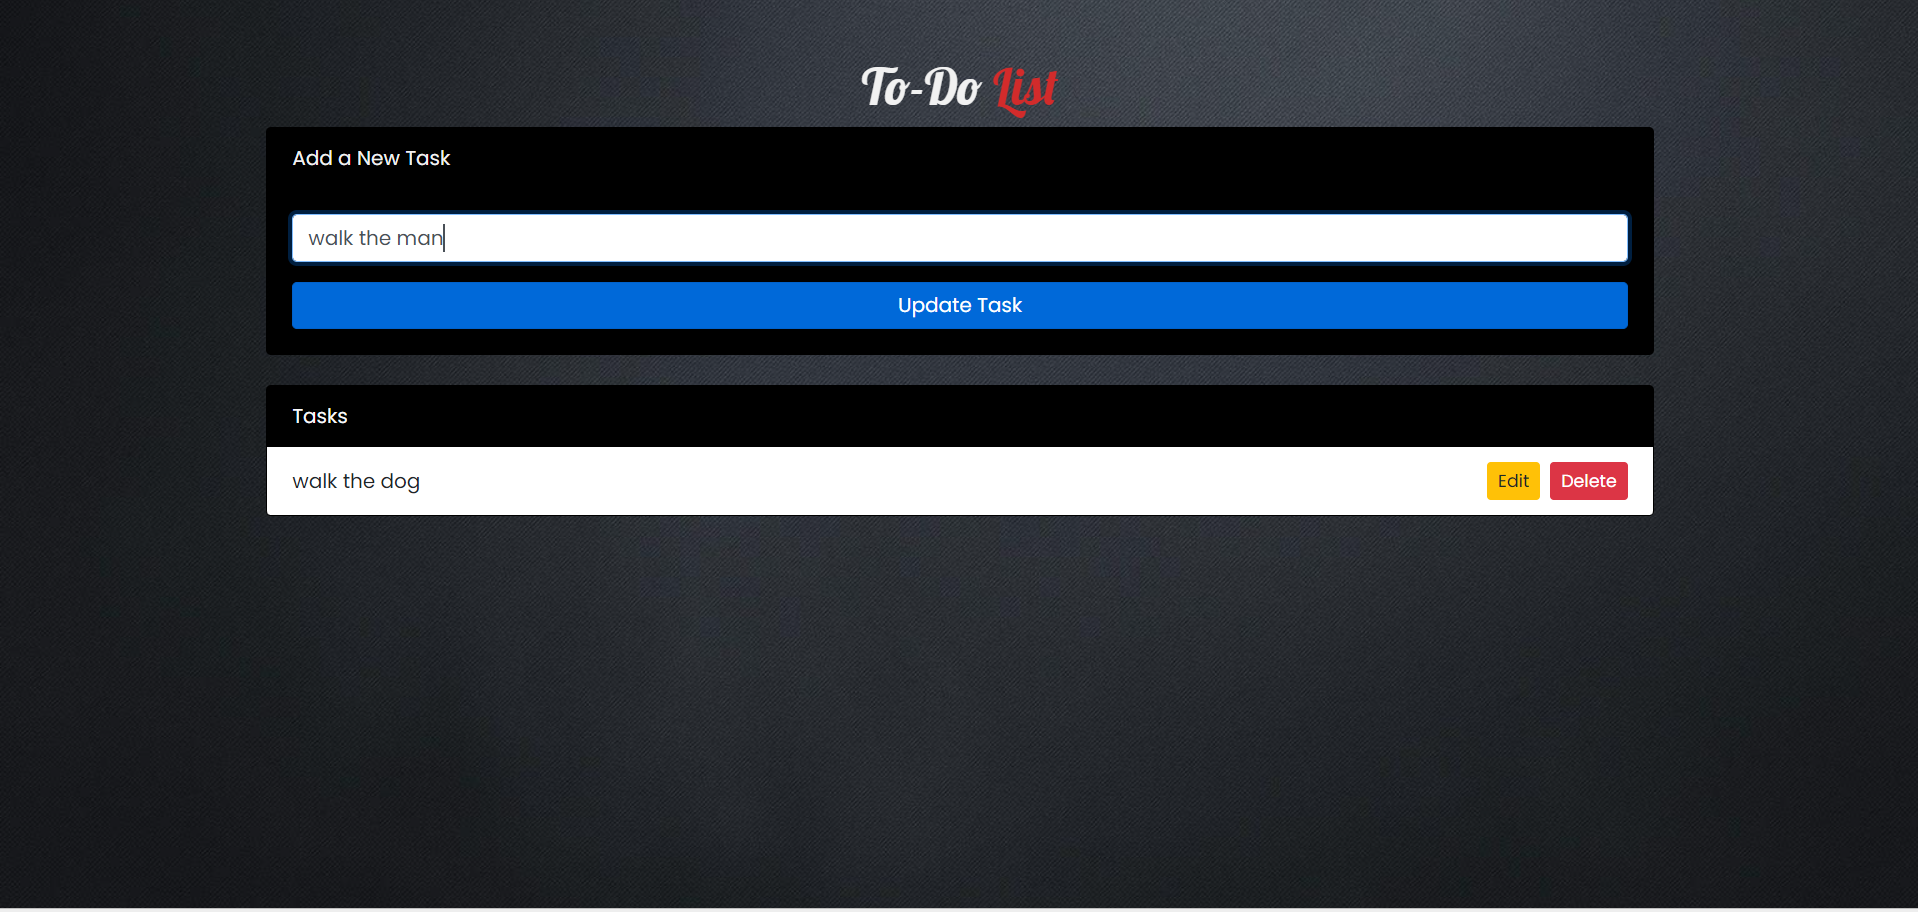 To-Do List
Add a New Task
walk the man
Update Task
Tasks
walk the dog
Edit
Delete